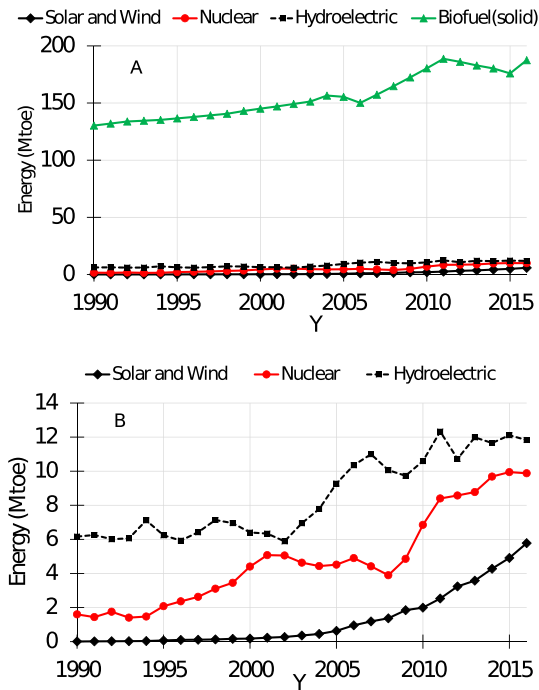 Solar and Wind Nuclear Hydroelectric Biofuel(solid)
200
A
150
100
50
0
Energy (Mtoe)
1990 1995 2000 2005 2010 2015
Y
Solar and Wind Nuclear Hydroelectric
14
B
12
10
8
6
4
2
0
Energy (Mtoe)
1990 1995 2000 2005 2010 2015
Y